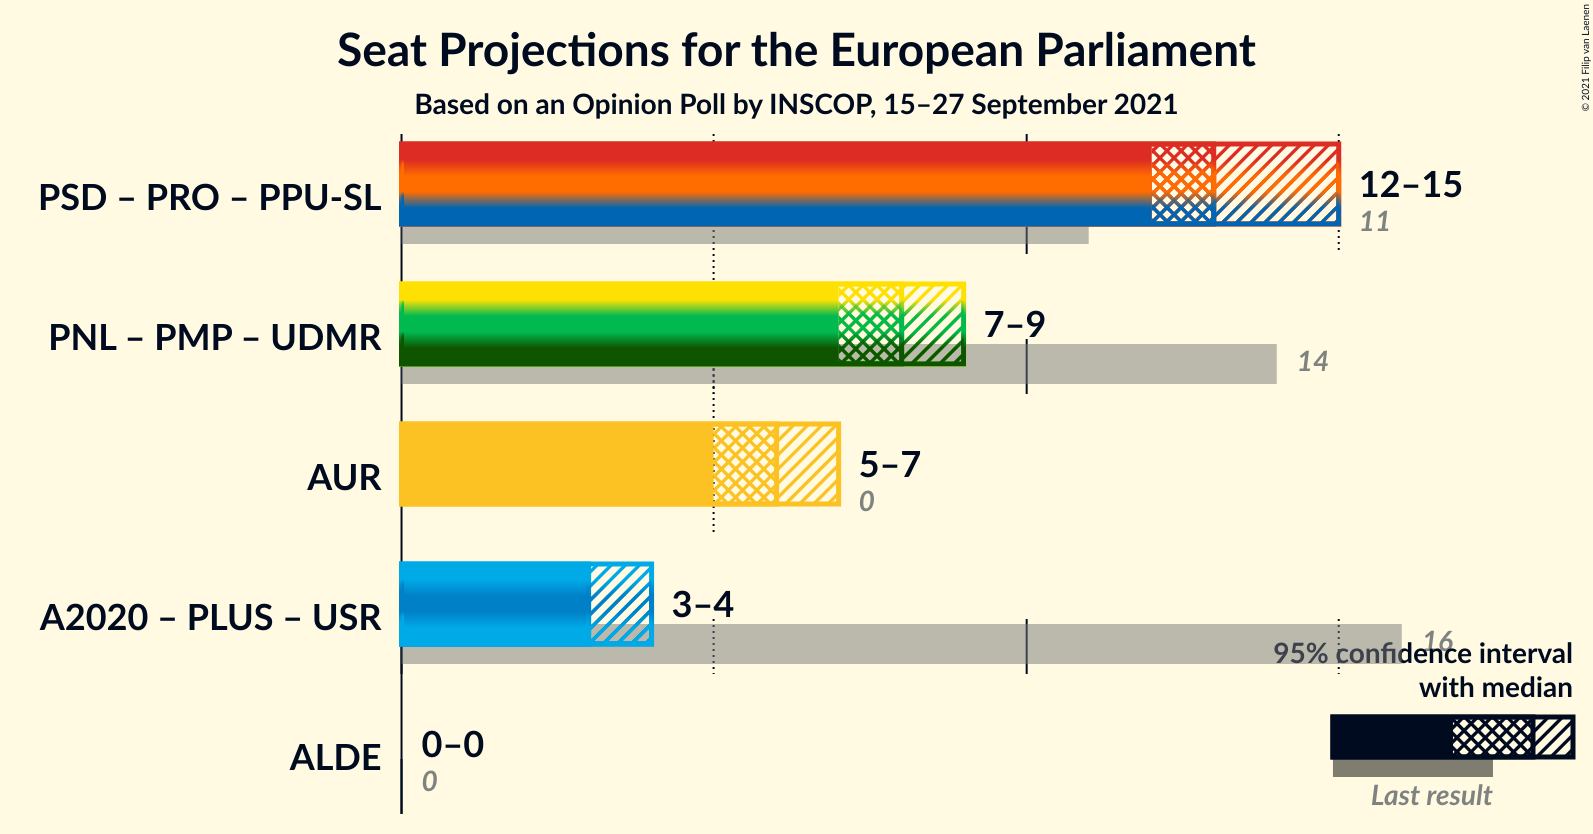 Seat Projections for the European Parliament
Based on an Opinion Poll by INSCOP, 15–27 September 2021
© 2021 Filip van Laenen
PSD – PRO – PPU-SL
12–15
11
PNL – PMP – UDMR
7–9
14
AUR
5–7
0
A2020 – PLUS – USR
3–4
16
95% confidence interval
with median
Last result
ALDE
0–0
0